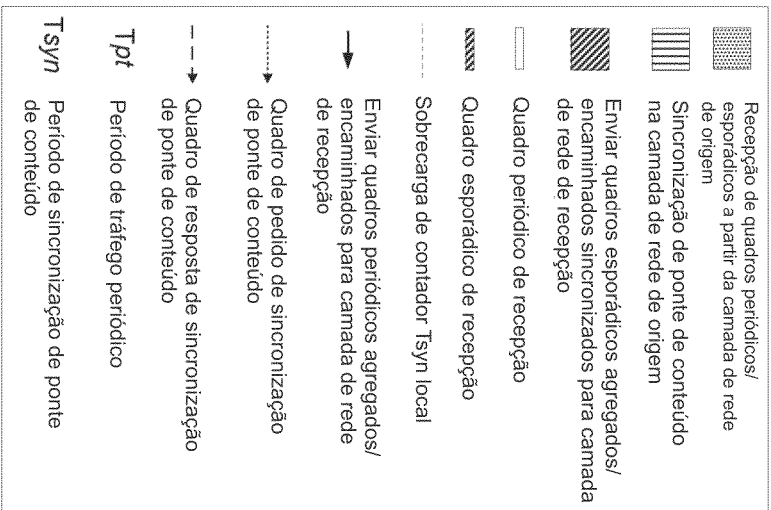 Recepção de quadros periódicos/
esporádicos a partir da camada de rede
de origem
Sincronização de ponte de conteúdo
na camada de rede de origem
Enviar quadros esporádicos agregados/
encaminhados sincronizados para camada
de rede de recepção
Quadro periódico de recepção
Quadro esporádico de recepção
Sobrecarga de contador Tsyn local
Enviar quadros periódicos agregados/
encaminhados para camada de rede
de recepção
Quadro de pedido de sincronização
de ponte de conteúdo
Quadro de resposta de sincronização
de ponte de conteúdo
Tpt Período de tráfego periódico
Tsyn Período de sincronização de ponte
de conteúdo